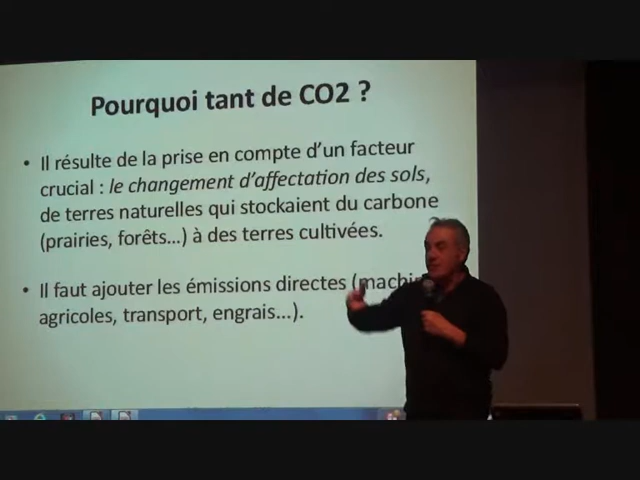 Pourquoi tant de CO2 ?
• Il résulte de la prise en compte d'un facteur
crucial : le changement d'affectation des sols,
de terres naturelles qui stockaient du carbone
(prairies, forêts...) à des terres cultivées.
• Il faut ajouter les émissions directes (machin
agricoles, transport, engrais...).